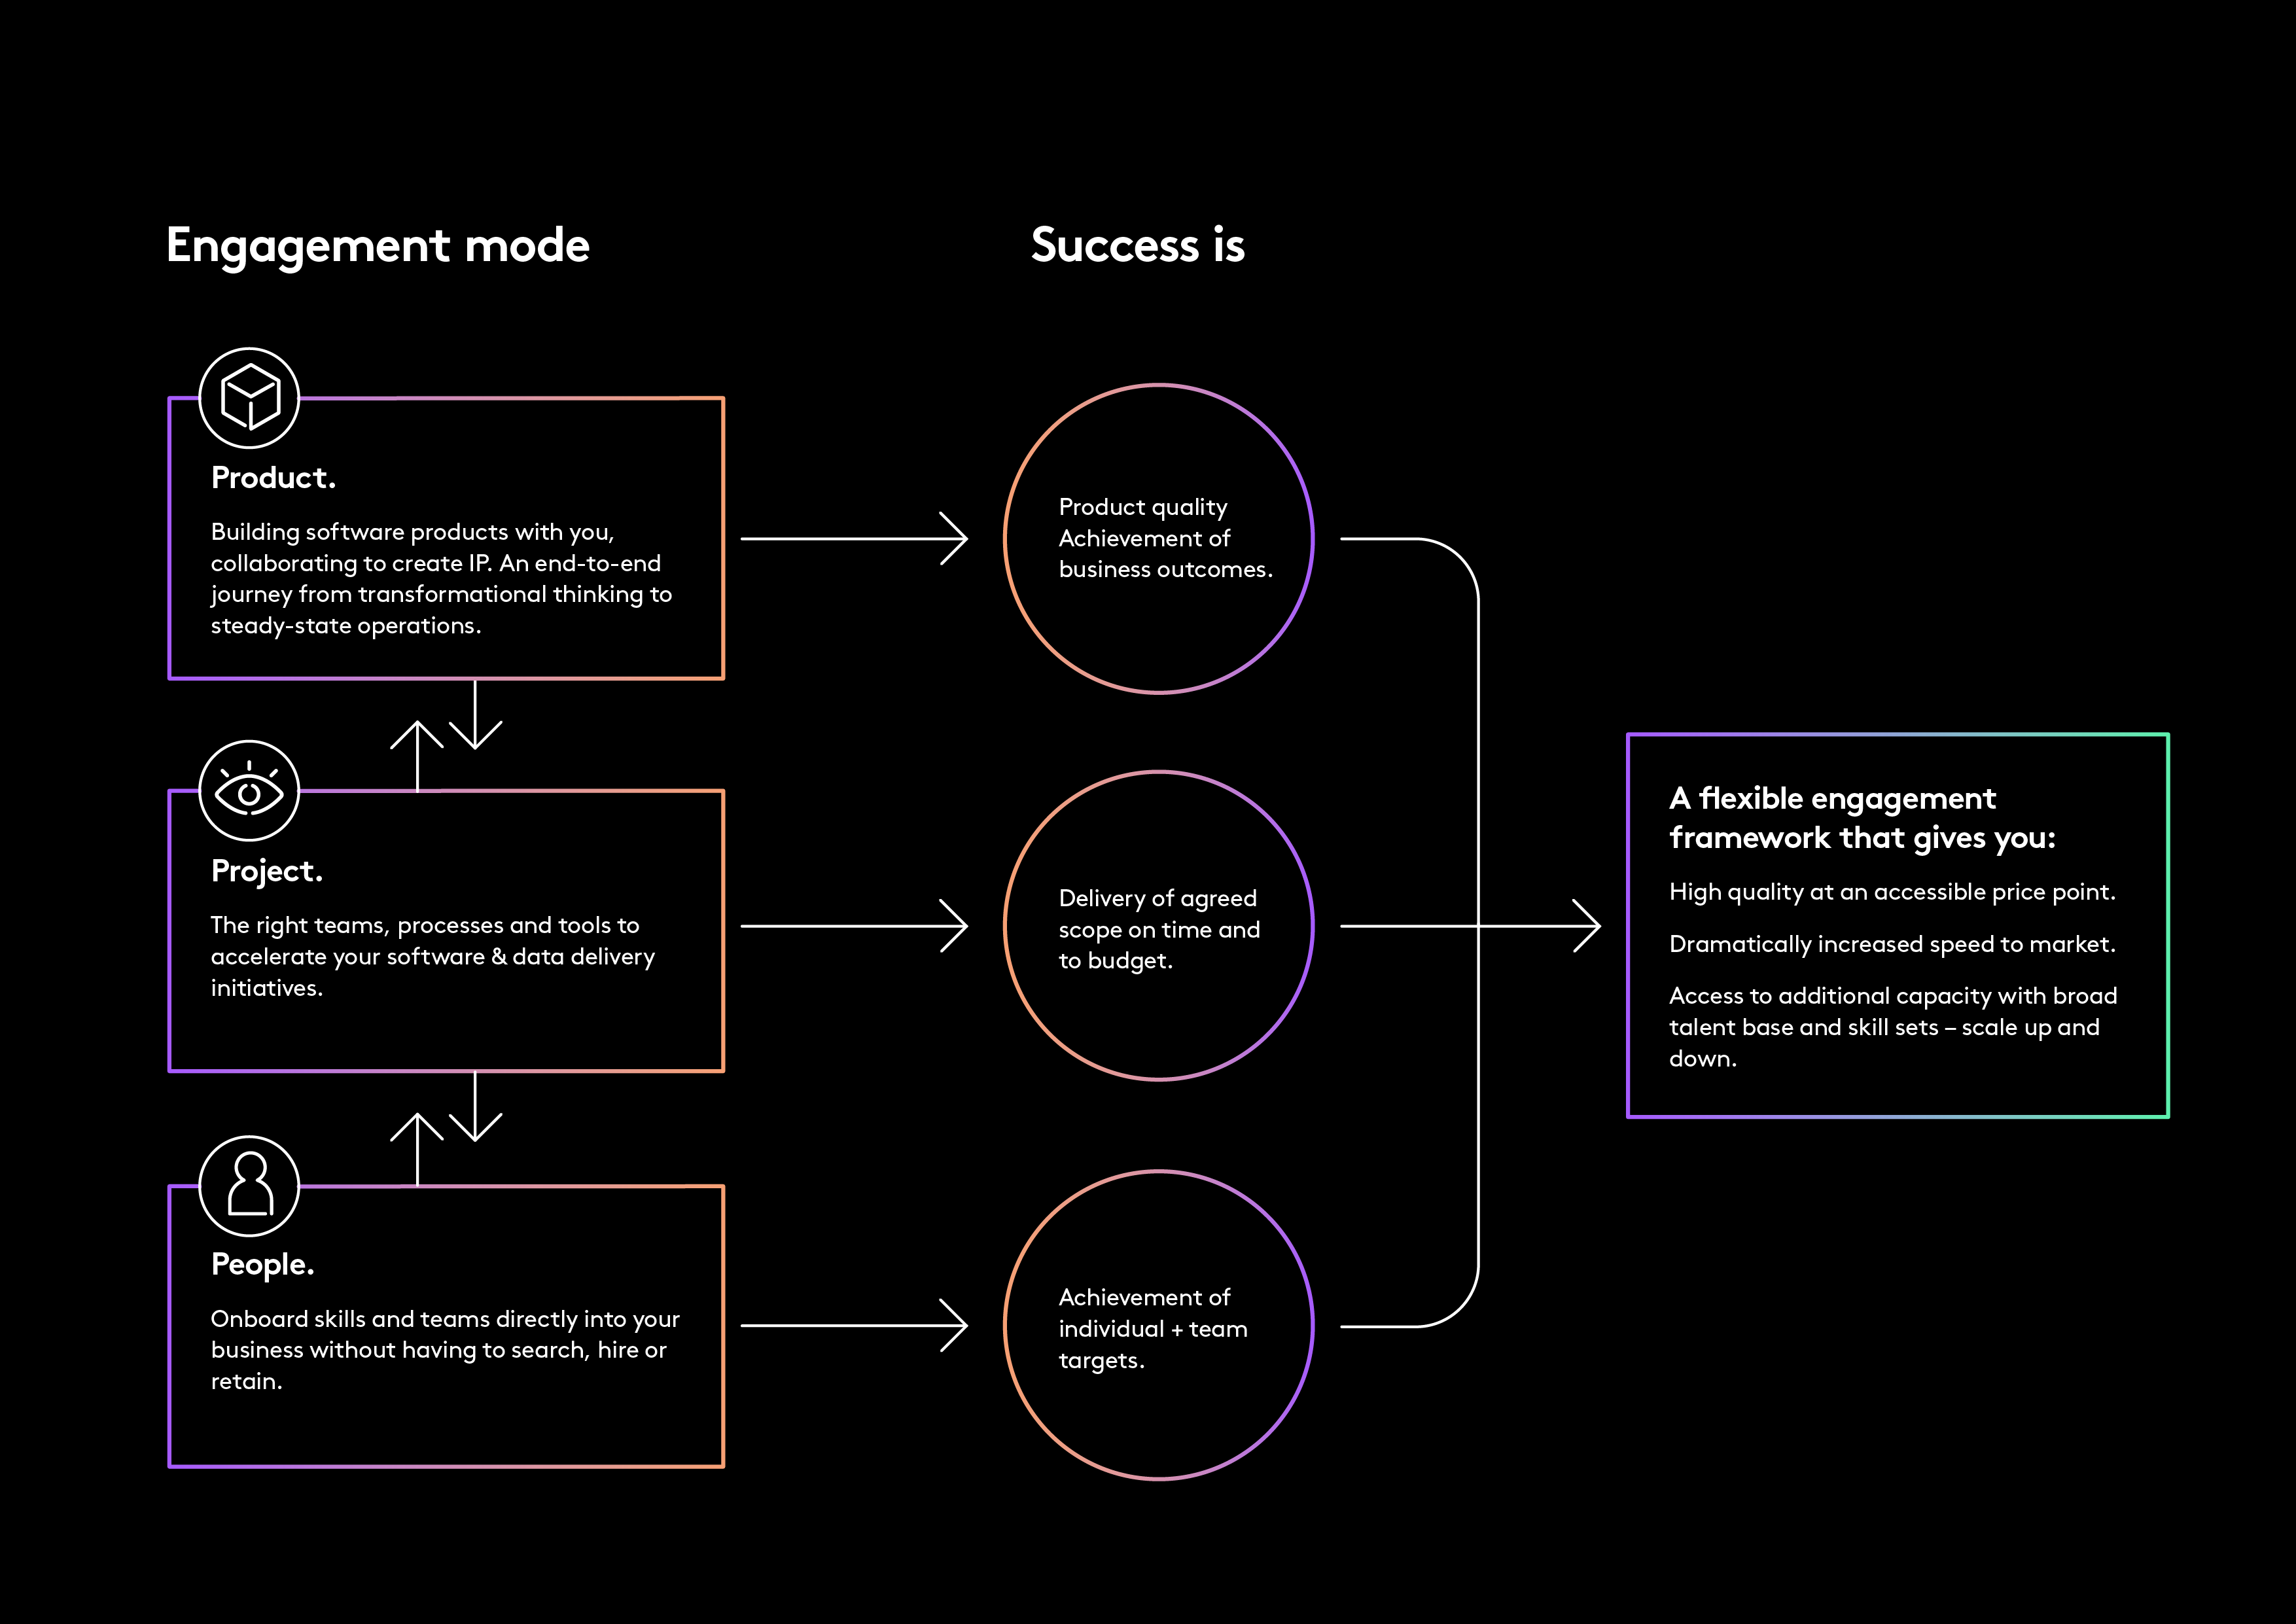 Engagement mode
Success is
Product.
Building software products with you,
collaborating to create IP. An end-to-end
journey from transformational thinking to
steady-state operations.
Product quality
Achievement of
business outcomes.
Project.
The right teams, processes and tools to
accelerate your software & data delivery
initiatives.
Delivery of agreed
scope on time and
to budget.
A flexible engagement
framework that gives you:
High quality at an accessible price point.
Dramatically increased speed to market.
Access to additional capacity with broad
talent base and skill sets – scale up and
down.
People.
Onboard skills and teams directly into your
business without having to search, hire or
retain.
Achievement of
individual + team
targets.